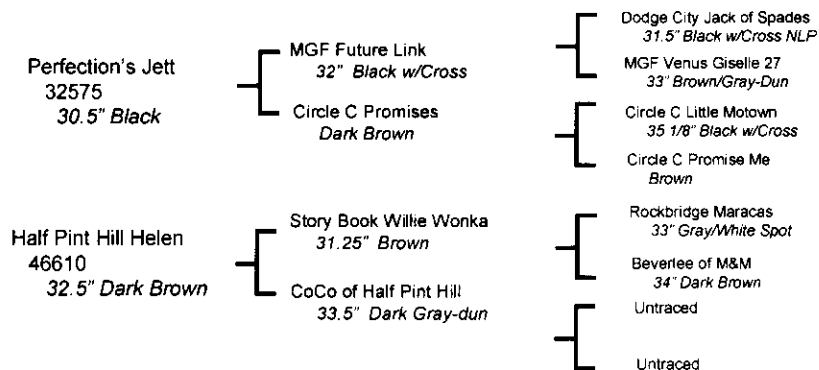 Perfection's Jett
32575
30.5" Black
MGF Future Link
32" Black w/Cross
Circle C Promises
Dark Brown
Dodge City Jack of Spades
31.5" Black w/Cross NLP
MGF Venus Giselle 27
33" Brown/Gray-Dun
Circle C Little Motown
35 1/8" Black w/Cross
Circle C Promise Me
Brown
Half Pint Hill Helen
46610
32.5" Dark Brown
Story Book Willie Wonka
31.25" Brown
CoCo of Half Pint Hill
33.5" Dark Gray-dun
Rockbridge Maracas
33" Gray/White Spot
Beverlee of M&M
34" Dark Brown
Untraced
Untraced